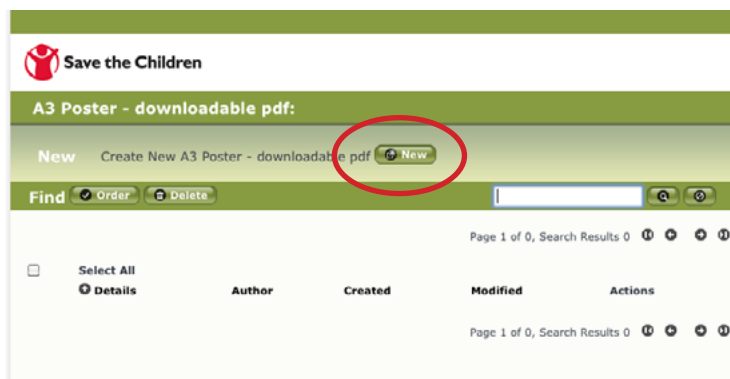 Save the Children
A3 Poster - downloadable pdf:
New Create New A3 Poster - downloadable pdf New
Find Order Delete
Page 1 of 0, Search Results 0
Select All
Details Author Created Modified Actions
Page 1 of 0, Search Results 0